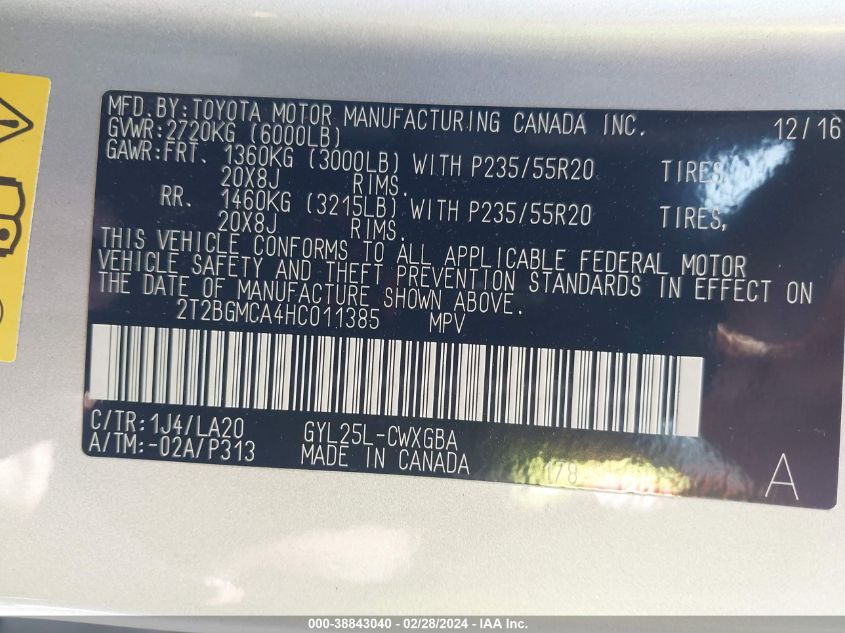 MFD. BY:TOYOTA MOTOR MANUFACTURING CANADA INC. 12/16
GVWR:2720KG (6000LB)
GAWR:FRT. 1360KG (3000LB) WITH P235/55R20 TIRES,
20X8J RIMS.
RR. 1460KG (3215LB) WITH P235/55R20 TIRES,
20X8J RIMS.
THIS VEHICLE CONFORMS TO ALL APPLICABLE FEDERAL MOTOR
VEHICLE SAFETY AND THEFT PREVENTION STANDARDS IN EFFECT ON
THE DATE OF MANUFACTURE SHOWN ABOVE.
2T2BGMCA4HC011385 MPV
C/TR:1J4/LA20 GYL25L-CWXGBA
A/TM:-02A/P313 MADE IN CANADA 178 A
000-38843040 - 02/28/2024 - IAA Inc.